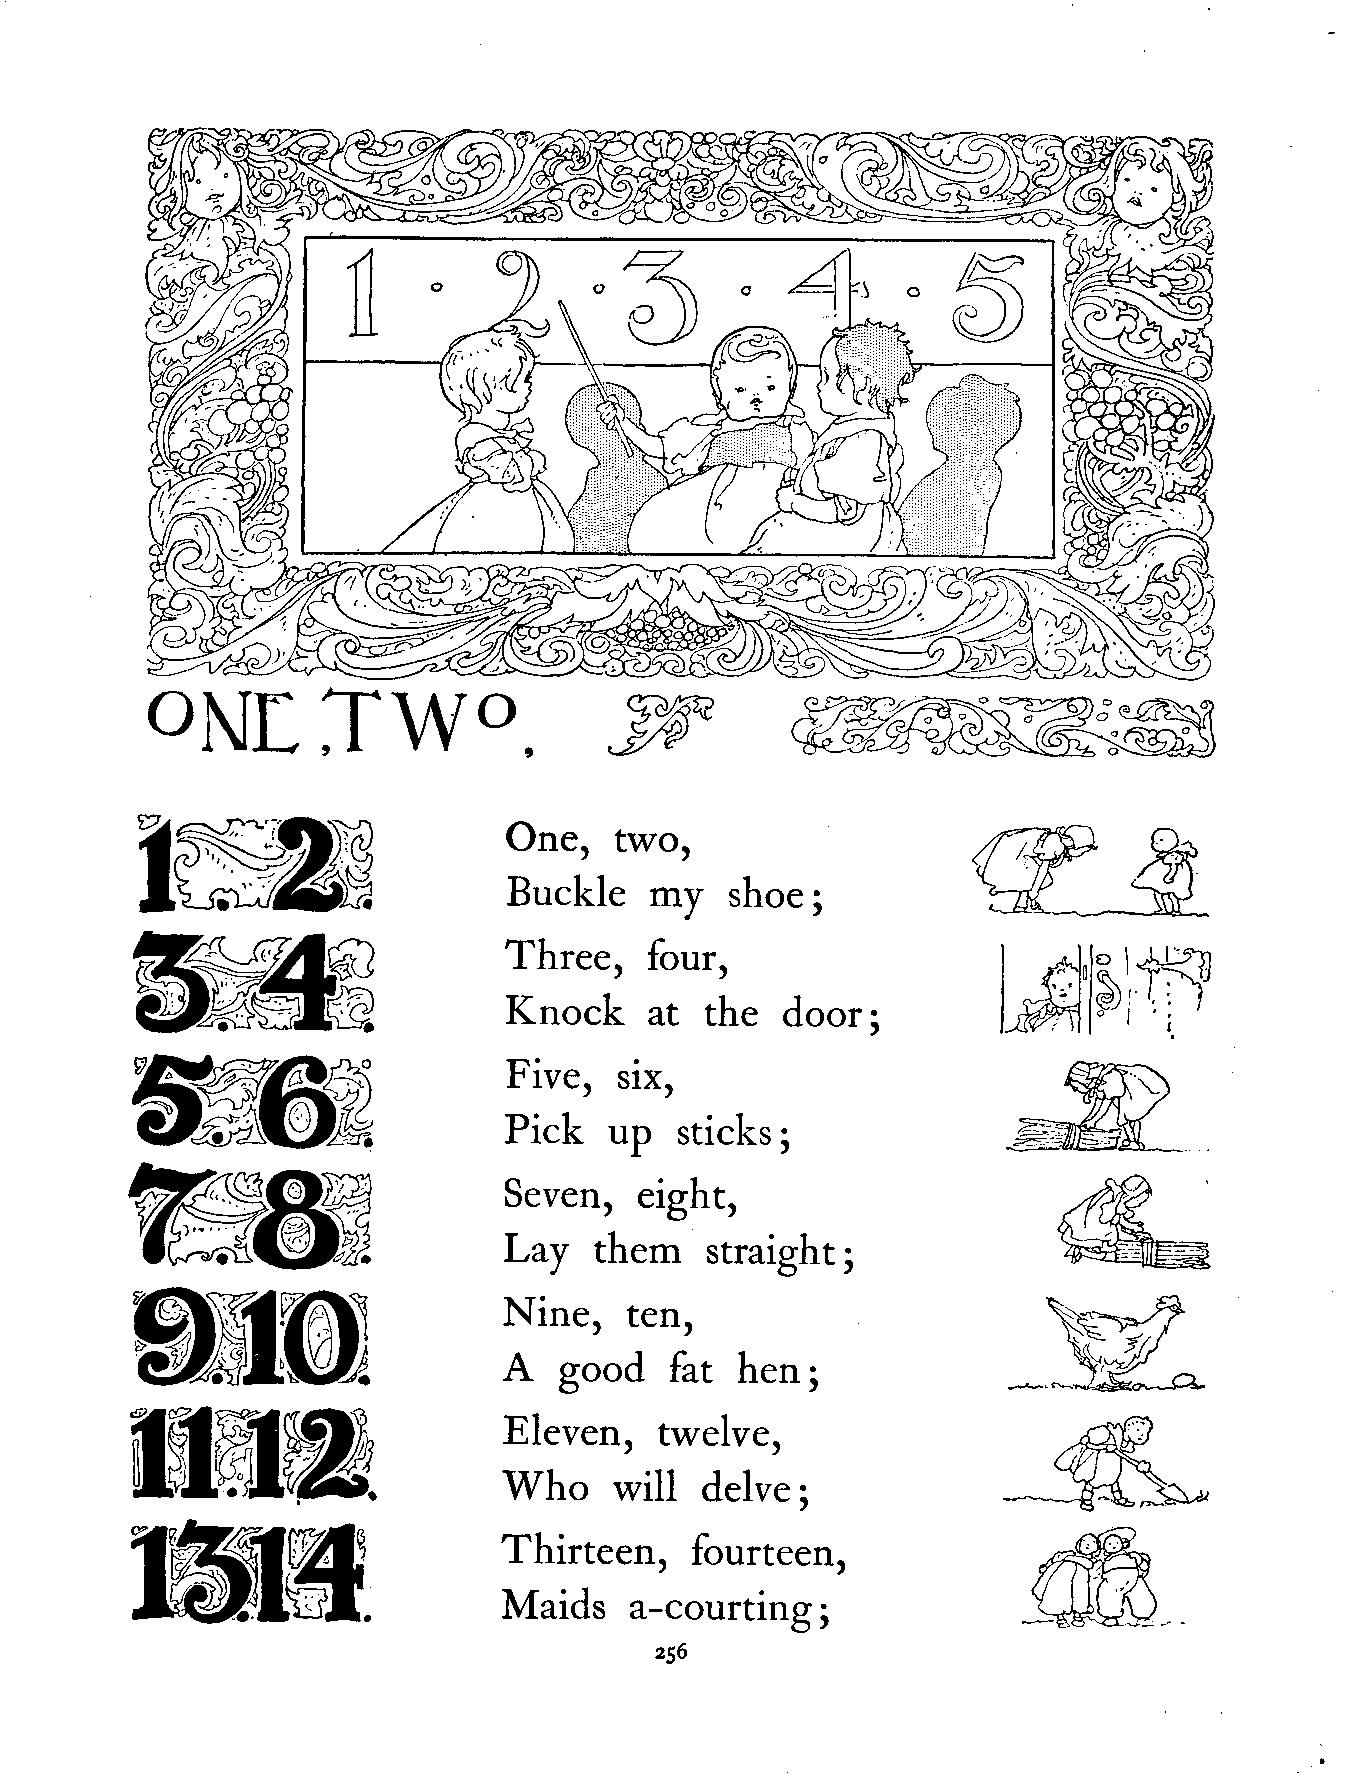 1 · 2 · 3 · 4 · 5
ONE, TWO,
1. 2.
One, two,
Buckle my shoe;
3. 4.
Three, four,
Knock at the door;
5. 6.
Five, six,
Pick up sticks;
7. 8.
Seven, eight,
Lay them straight;
9. 10.
Nine, ten,
A good fat hen;
11. 12.
Eleven, twelve,
Who will delve;
13. 14.
Thirteen, fourteen,
Maids a-courting;
256